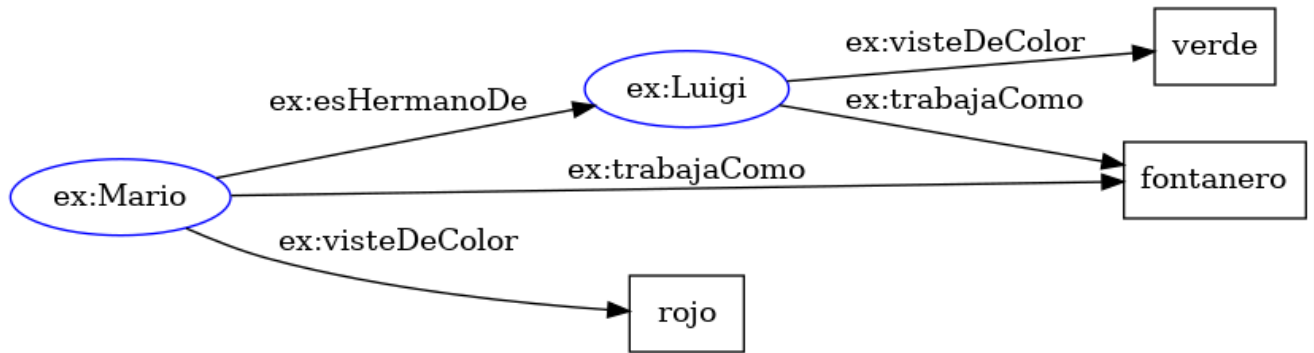 ex:visteDeColor
verde
ex:Luigi
ex:esHermanoDe
ex:trabajaComo
ex:trabajaComo
fontanero
ex:Mario
ex:visteDeColor
rojo